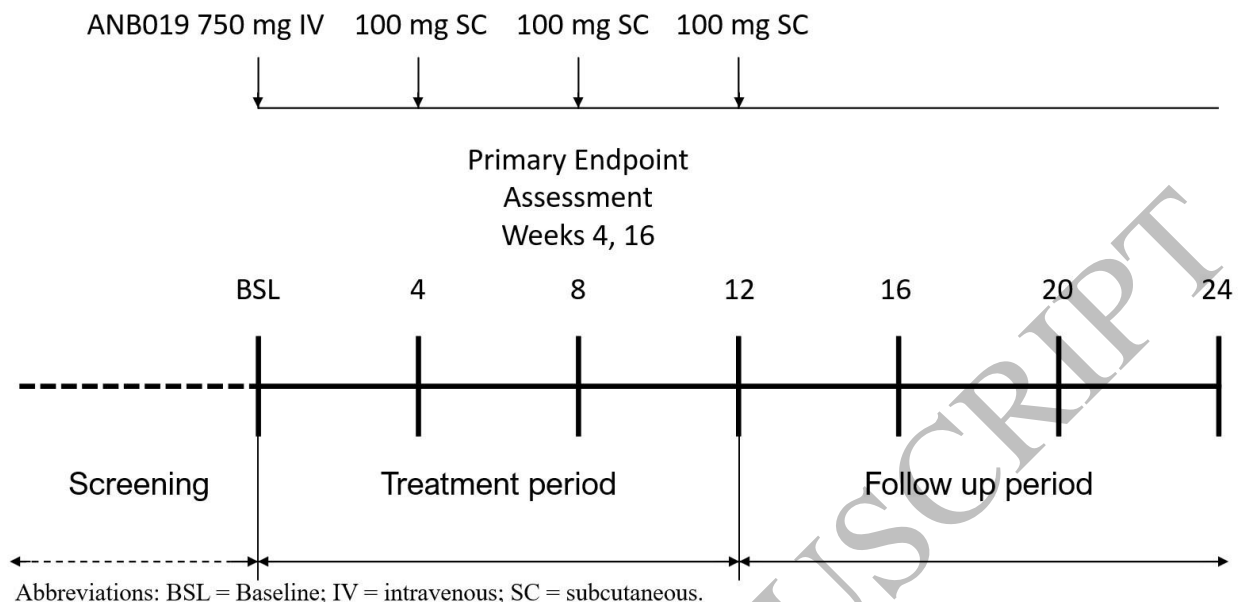 ANB019 750 mg IV 100 mg SC 100 mg SC 100 mg SC
Primary Endpoint
Assessment
Weeks 4, 16
BSL 4 8 12 16 20 24
Screening Treatment period Follow up period
Abbreviations: BSL = Baseline; IV = intravenous; SC = subcutaneous.
USCRIPT